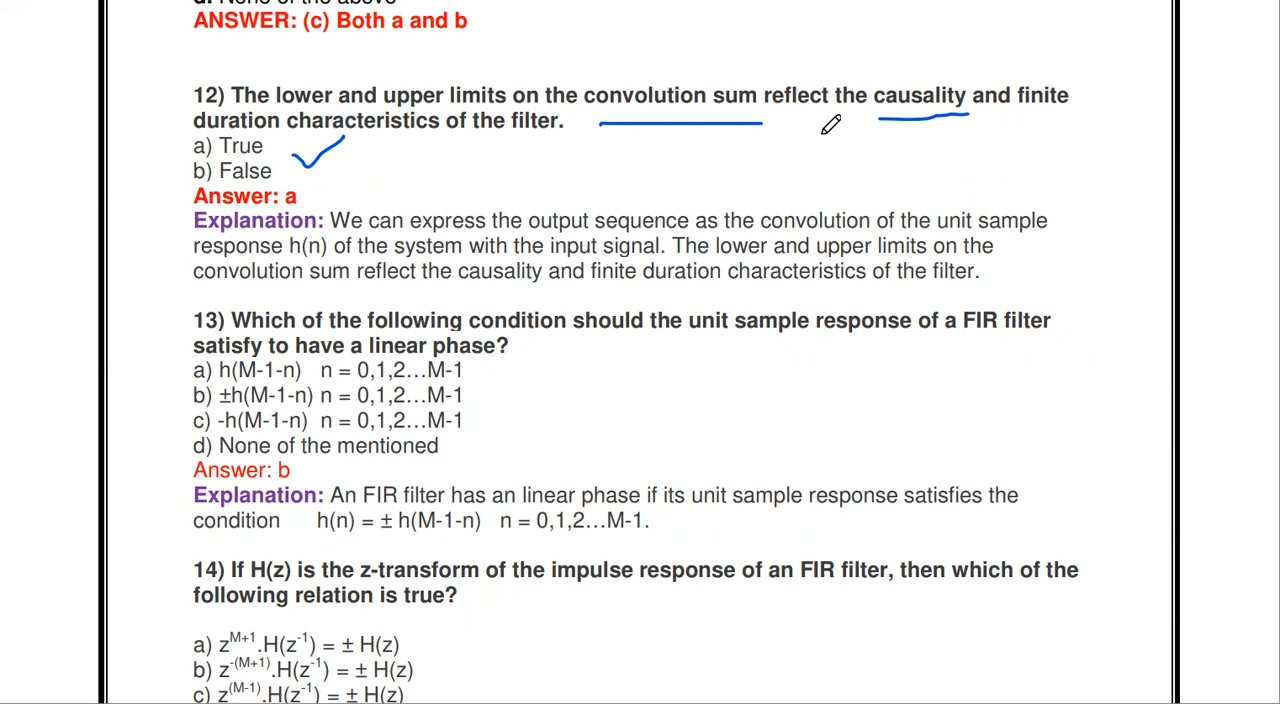 d. None of the above
ANSWER: (c) Both a and b
12) The lower and upper limits on the convolution sum reflect the causality and finite
duration characteristics of the filter.
a) True
b) False
Answer: a
Explanation: We can express the output sequence as the convolution of the unit sample
response h(n) of the system with the input signal. The lower and upper limits on the
convolution sum reflect the causality and finite duration characteristics of the filter.
13) Which of the following condition should the unit sample response of a FIR filter
satisfy to have a linear phase?
a) h(M-1-n) n = 0,1,2…M-1
b) ±h(M-1-n) n = 0,1,2…M-1
c) -h(M-1-n) n = 0,1,2…M-1
d) None of the mentioned
Answer: b
Explanation: An FIR filter has an linear phase if its unit sample response satisfies the
condition h(n) = ± h(M-1-n) n = 0,1,2…M-1.
14) If H(z) is the z-transform of the impulse response of an FIR filter, then which of the
following relation is true?
a) z^M+1.H(z^-1) = ± H(z)
b) z^-(M+1).H(z^-1) = ± H(z)
c) z^(M-1).H(z^-1) = ± H(z)